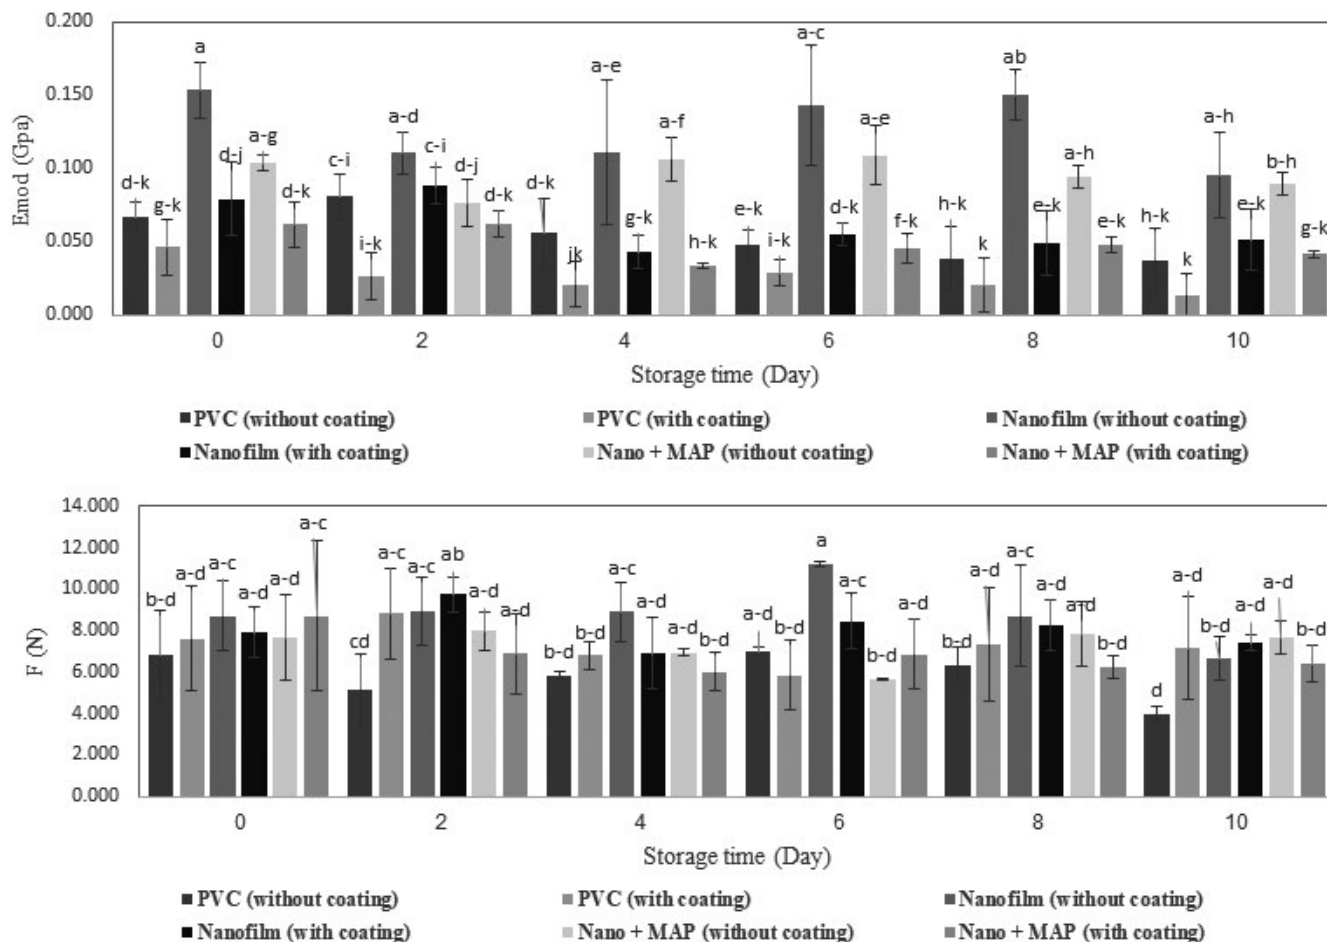 0.200
0.150
0.100
0.050
0.000
Emod (Gpa)
d-k g-k a d-j a-g d-k
c-i i-k a-d c-i d-j d-k
d-k jk a-e g-k a-f h-k
e-k i-k a-c d-k a-e f-k
h-k k ab e-k a-h e-k
h-k k a-h e-k b-h g-k
0 2 4 6 8 10
Storage time (Day)
PVC (without coating) PVC (with coating) Nanofilm (without coating)
Nanofilm (with coating) Nano + MAP (without coating) Nano + MAP (with coating)
14.000
12.000
10.000
8.000
6.000
4.000
2.000
0.000
F (N)
b-d a-d a-c a-d a-d a-c
cd a-c a-c ab a-d a-d
b-d b-d a-c a-d a-d b-d
a-d b-d a a-c b-d a-d
b-d a-d a-c a-d a-d b-d
d a-d b-d a-d a-d b-d
0 2 4 6 8 10
Storage time (Day)
PVC (without coating) PVC (with coating) Nanofilm (without coating)
Nanofilm (with coating) Nano + MAP (without coating) Nano + MAP (with coating)